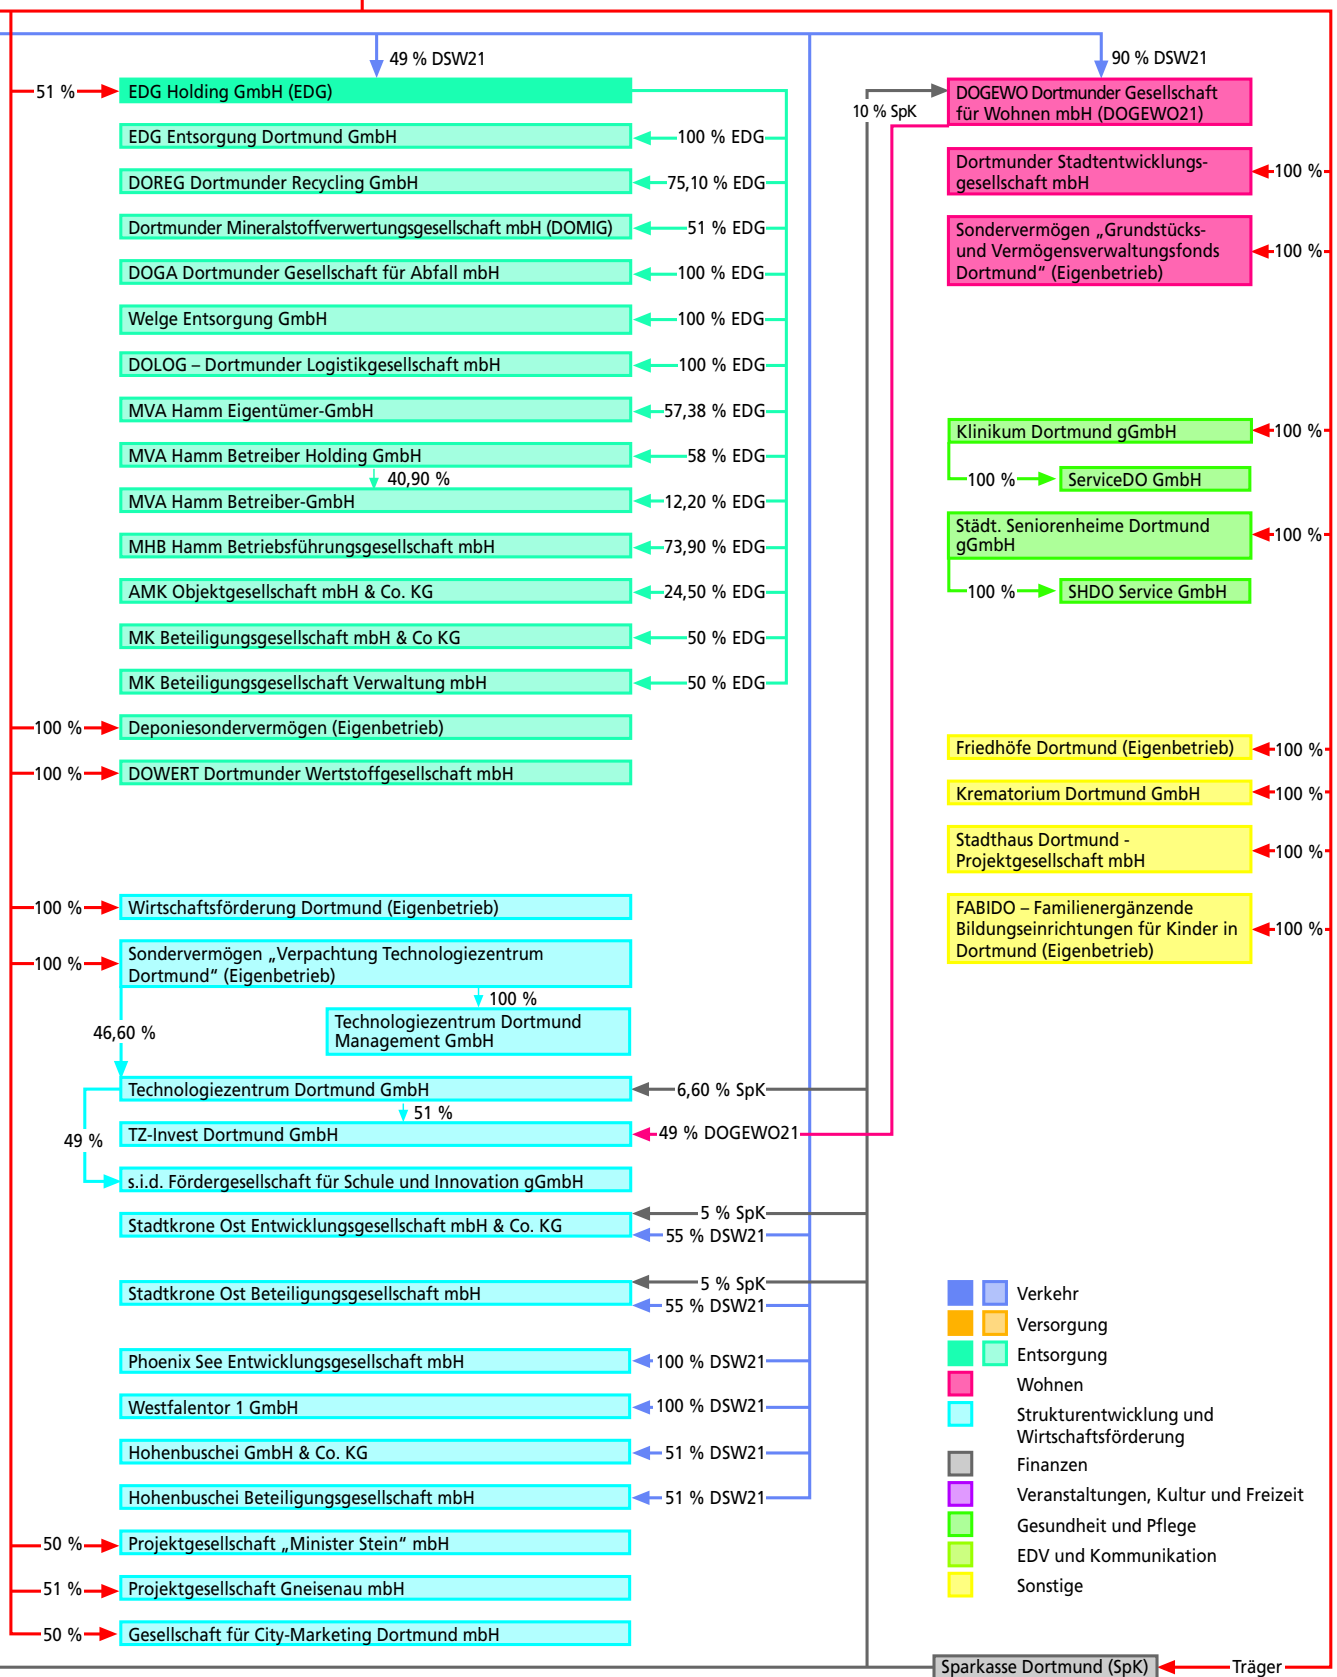 49 % DSW21
51 %
EDG Holding GmbH (EDG)
EDG Entsorgung Dortmund GmbH
100 % EDG
DOREG Dortmunder Recycling GmbH
75,10 % EDG
Dortmunder Mineralstoffverwertungsgesellschaft mbH (DOMIG)
51 % EDG
DOGA Dortmunder Gesellschaft für Abfall mbH
100 % EDG
Welge Entsorgung GmbH
100 % EDG
DOLOG – Dortmunder Logistikgesellschaft mbH
100 % EDG
MVA Hamm Eigentümer-GmbH
57,38 % EDG
MVA Hamm Betreiber Holding GmbH
58 % EDG
40,90 %
MVA Hamm Betreiber-GmbH
12,20 % EDG
MHB Hamm Betriebsführungsgesellschaft mbH
73,90 % EDG
AMK Objektgesellschaft mbH & Co. KG
24,50 % EDG
MK Beteiligungsgesellschaft mbH & Co KG
50 % EDG
MK Beteiligungsgesellschaft Verwaltung mbH
50 % EDG
100 %
Deponiesondervermögen (Eigenbetrieb)
100 %
DOWERT Dortmunder Wertstoffgesellschaft mbH
100 %
Wirtschaftsförderung Dortmund (Eigenbetrieb)
100 %
Sondervermögen „Verpachtung Technologiezentrum
Dortmund“ (Eigenbetrieb)
100 %
Technologiezentrum Dortmund
Management GmbH
46,60 %
Technologiezentrum Dortmund GmbH
6,60 % SpK
51 %
TZ-Invest Dortmund GmbH
49 % DOGEWO21
49 %
s.i.d. Fördergesellschaft für Schule und Innovation gGmbH
5 % SpK
Stadtkrone Ost Entwicklungsgesellschaft mbH & Co. KG
55 % DSW21
5 % SpK
Stadtkrone Ost Beteiligungsgesellschaft mbH
55 % DSW21
Phoenix See Entwicklungsgesellschaft mbH
100 % DSW21
Westfalentor 1 GmbH
100 % DSW21
Hohenbuschei GmbH & Co. KG
51 % DSW21
Hohenbuschei Beteiligungsgesellschaft mbH
51 % DSW21
50 %
Projektgesellschaft „Minister Stein“ mbH
51 %
Projektgesellschaft Gneisenau mbH
50 %
Gesellschaft für City-Marketing Dortmund mbH
90 % DSW21
10 % SpK
DOGEWO Dortmunder Gesellschaft
für Wohnen mbH (DOGEWO21)
Dortmunder Stadtentwicklungs-
gesellschaft mbH
100 %
Sondervermögen „Grundstücks-
und Vermögensverwaltungsfonds
Dortmund“ (Eigenbetrieb)
100 %
Klinikum Dortmund gGmbH
100 %
100 %
ServiceDO GmbH
Städt. Seniorenheime Dortmund
gGmbH
100 %
100 %
SHDO Service GmbH
Friedhöfe Dortmund (Eigenbetrieb)
100 %
Krematorium Dortmund GmbH
100 %
Stadthaus Dortmund -
Projektgesellschaft mbH
100 %
FABIDO – Familienergänzende
Bildungseinrichtungen für Kinder in
Dortmund (Eigenbetrieb)
100 %
Verkehr
Versorgung
Entsorgung
Wohnen
Strukturentwicklung und
Wirtschaftsförderung
Finanzen
Veranstaltungen, Kultur und Freizeit
Gesundheit und Pflege
EDV und Kommunikation
Sonstige
Sparkasse Dortmund (SpK)
Träger